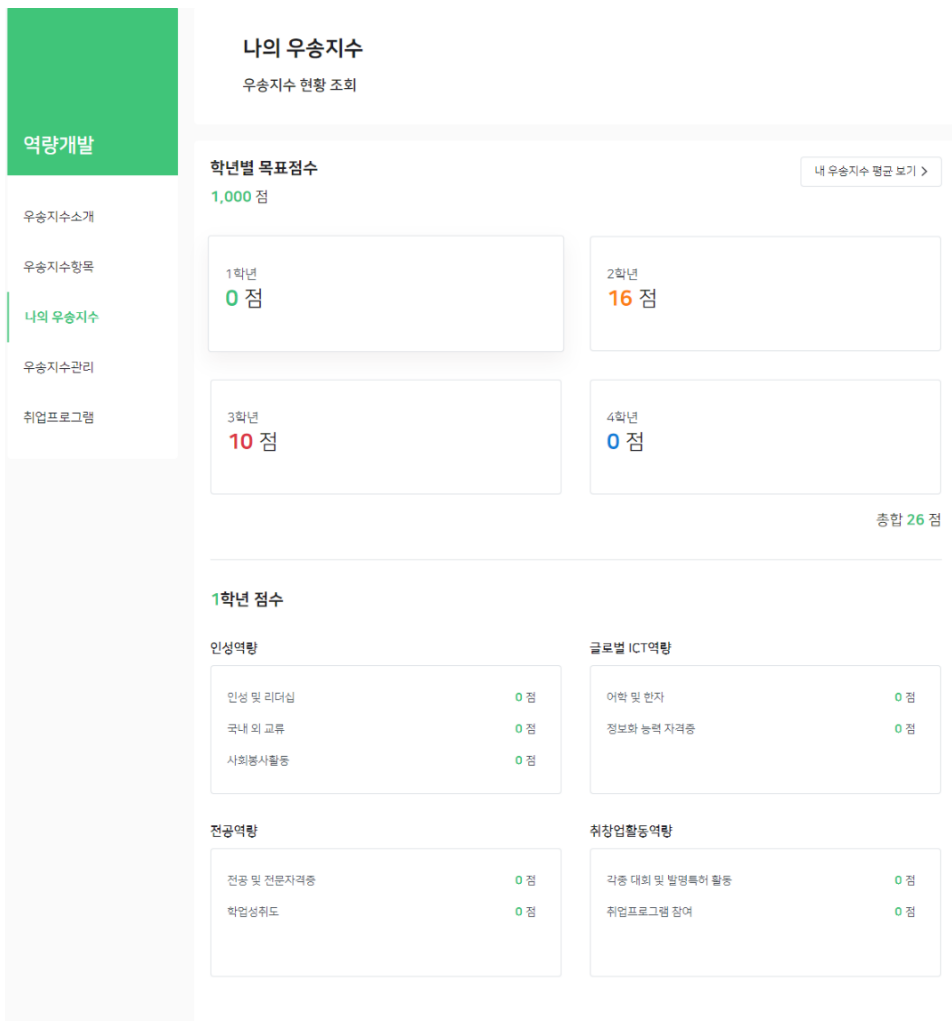 역량개발
우송지수소개
우송지수항목
나의 우송지수
우송지수관리
취업프로그램
나의 우송지수
우송지수 현황 조회
학년별 목표점수
1,000 점
내 우송지수 평균 보기 >
1학년
0 점
2학년
16 점
3학년
10 점
4학년
0 점
총합 26 점
1학년 점수
인성역량
인성 및 리더십 0 점
국내 외 교류 0 점
사회봉사활동 0 점
글로벌 ICT역량
어학 및 한자 0 점
정보화 능력 자격증 0 점
전공역량
전공 및 전문자격증 0 점
학업성취도 0 점
취창업활동역량
각종 대회 및 발명특허 활동 0 점
취업프로그램 참여 0 점